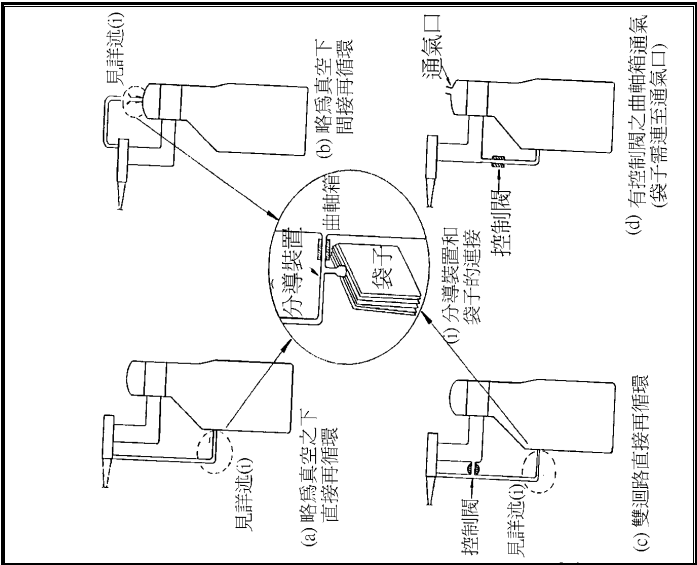 見詳述(i)
(a) 略為真空之下
直接再循環
見詳述(i)
(b) 略為真空下
間接再循環
分導裝置
曲軸箱
袋子
(i) 分導裝置和
袋子的連接
控制閥
見詳述(i)
(c) 雙迴路直接再循環
通氣口
控制閥
(d) 有控制閥之曲軸箱通氣
(袋子需連至通氣口)